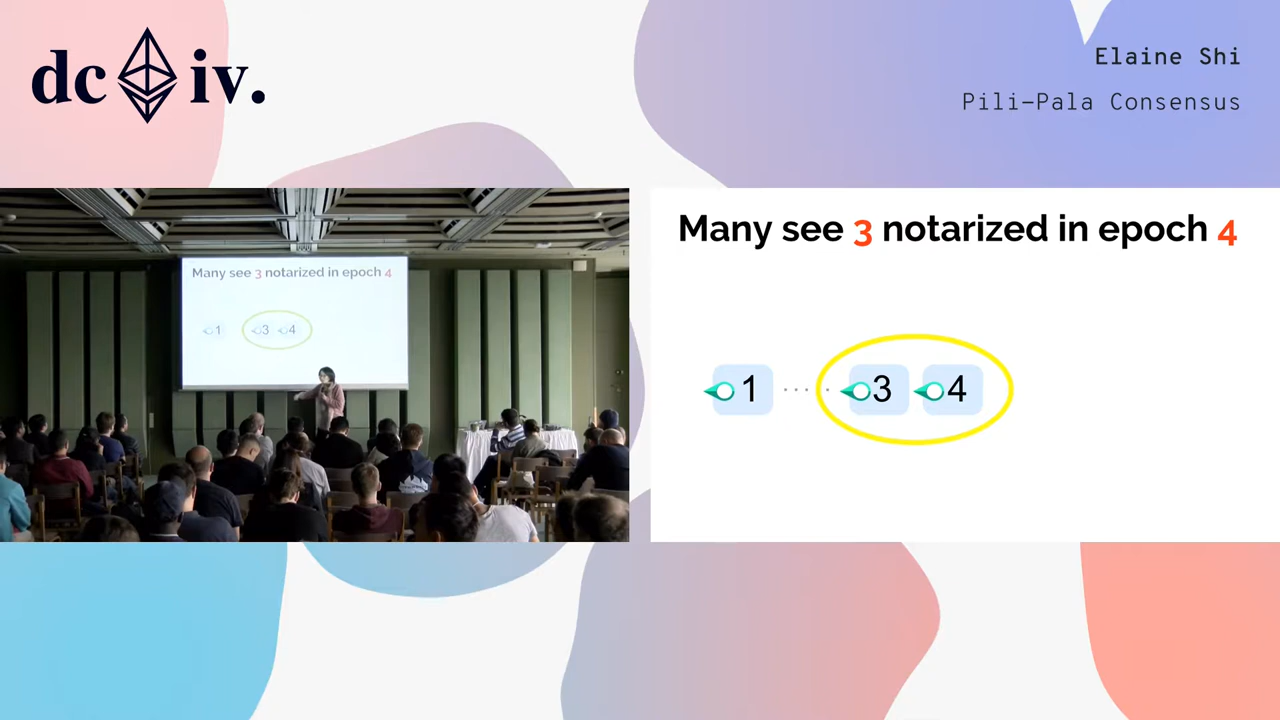 dc iv.
Elaine Shi
Pili-Pala Consensus
Many see 3 notarized in epoch 4
1 3 4
Many see 3 notarized in epoch 4
1 ..... 3 4